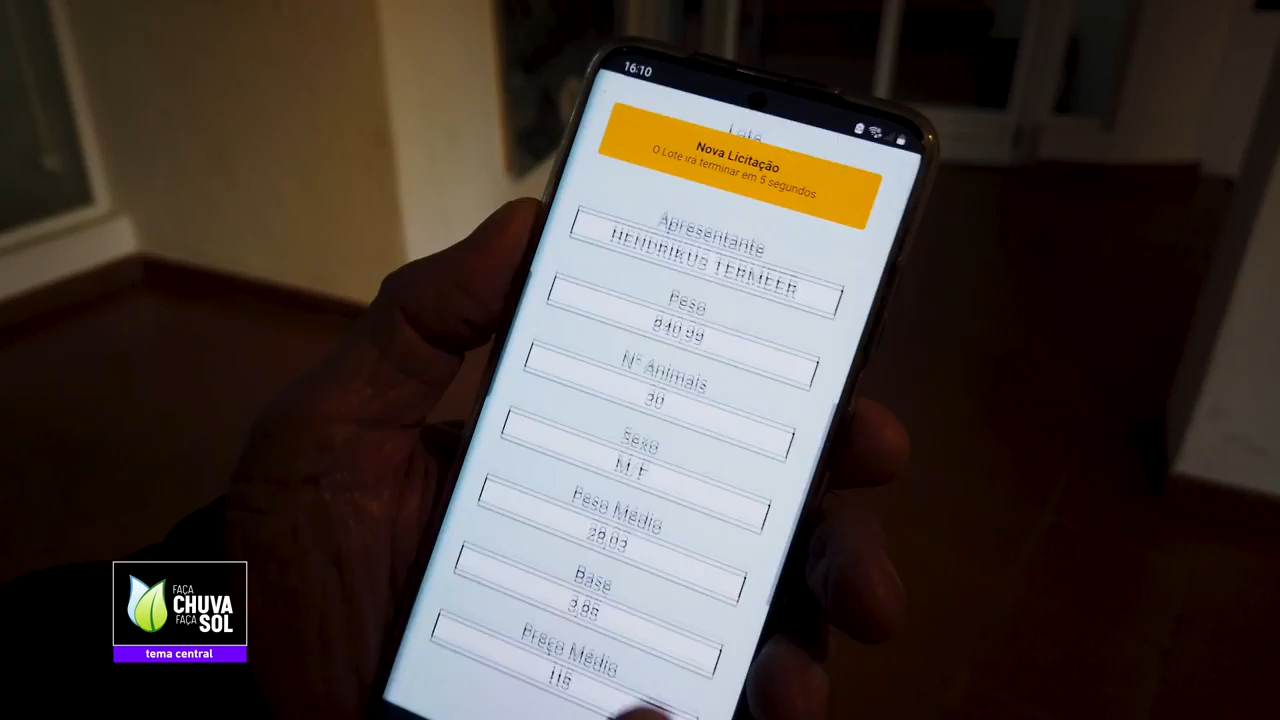 16:10
Lote
Nova Licitação
O Lote irá terminar em 5 segundos
Apresentante
HENDRIKUS TERMEER
Peso
840,99
Nº Animais
30
Sexo
M/F
Peso Médio
28,03
Base
3,85
Preço Médio
115
FAÇA
CHUVA
FAÇA SOL
tema central